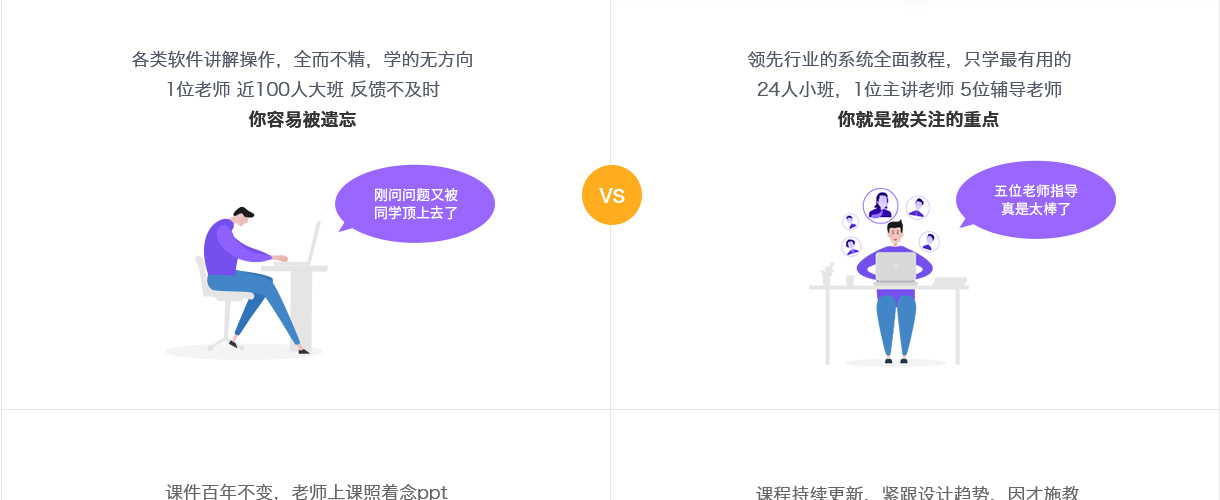 各类软件讲解操作，全而不精，学的无方向
1位老师 近100人大班 反馈不及时
你容易被遗忘
刚问问题又被
同学顶上去了
VS
领先行业的系统全面教程，只学最有用的
24人小班，1位主讲老师 5位辅导老师
你就是被关注的重点
五位老师指导
真是太棒了
课件百年不变，老师上课照着念ppt
课程持续更新，紧跟设计趋势，因才施教